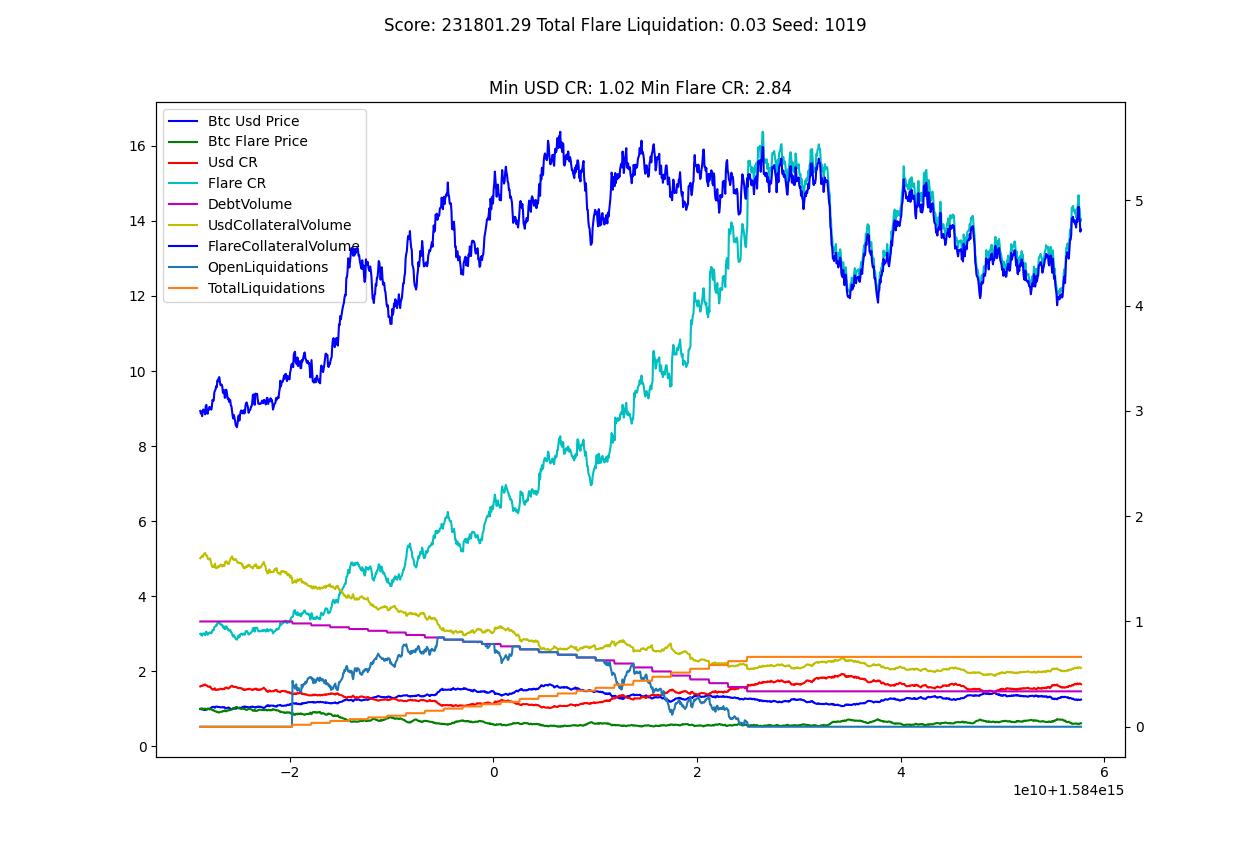 Score: 231801.29 Total Flare Liquidation: 0.03 Seed: 1019
Min USD CR: 1.02 Min Flare CR: 2.84
Btc Usd Price
Btc Flare Price
Usd CR
Flare CR
DebtVolume
UsdCollateralVolume
FlareCollateralVolume
OpenLiquidations
TotalLiquidations
16
14
12
10
8
6
4
2
0
5
4
3
2
1
0
−2
0
2
4
6
1e10+1.584e15